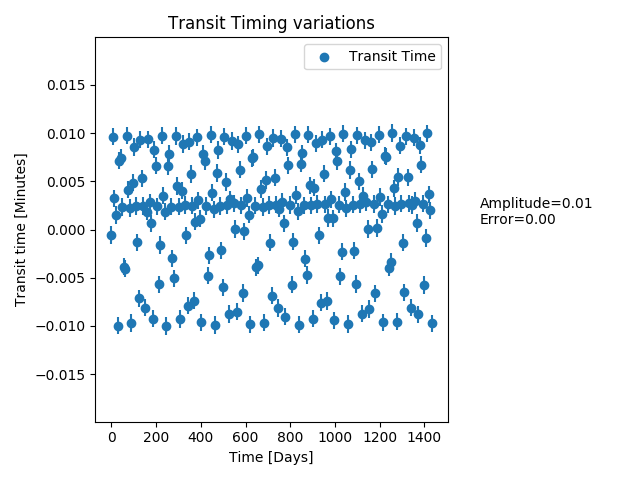 Transit Timing variations
Transit Time
Transit time [Minutes]
0.015
0.010
0.005
0.000
−0.005
−0.010
−0.015
0 200 400 600 800 1000 1200 1400
Time [Days]
Amplitude=0.01
Error=0.00